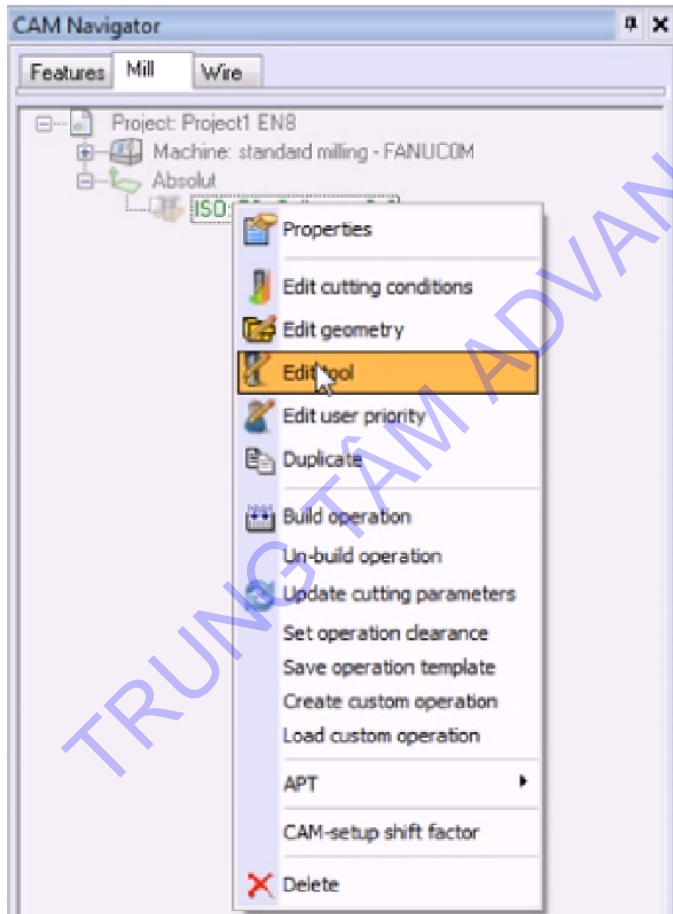 CAM Navigator
Features Mill Wire
Project: Project1 EN8
Machine: standard milling - FANUC0M
Absolut
ISO:
Properties
Edit cutting conditions
Edit geometry
Edit tool
Edit user priority
Duplicate
Build operation
Un-build operation
Update cutting parameters
Set operation clearance
Save operation template
Create custom operation
Load custom operation
APT
CAM-setup shift factor
Delete
TRUNG TÂM ADVAN